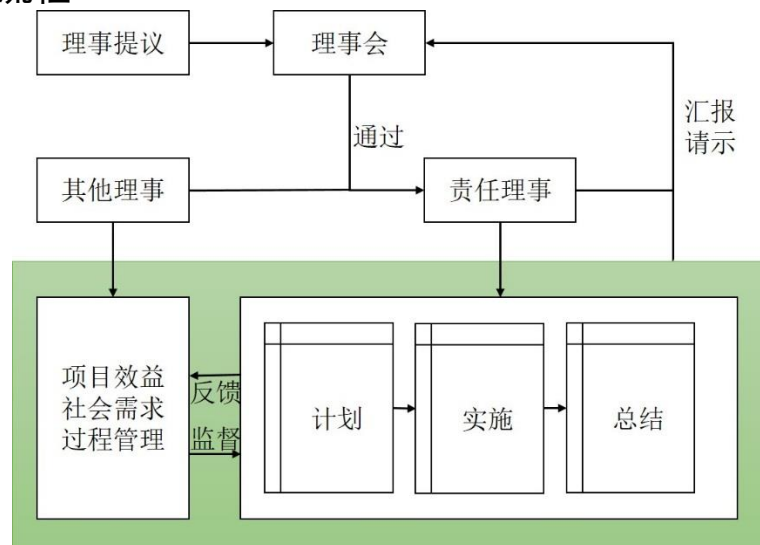 理事提议
理事会
通过
汇报
请示
其他理事
责任理事
项目效益
社会需求
过程管理
反馈
监督
计划
实施
总结